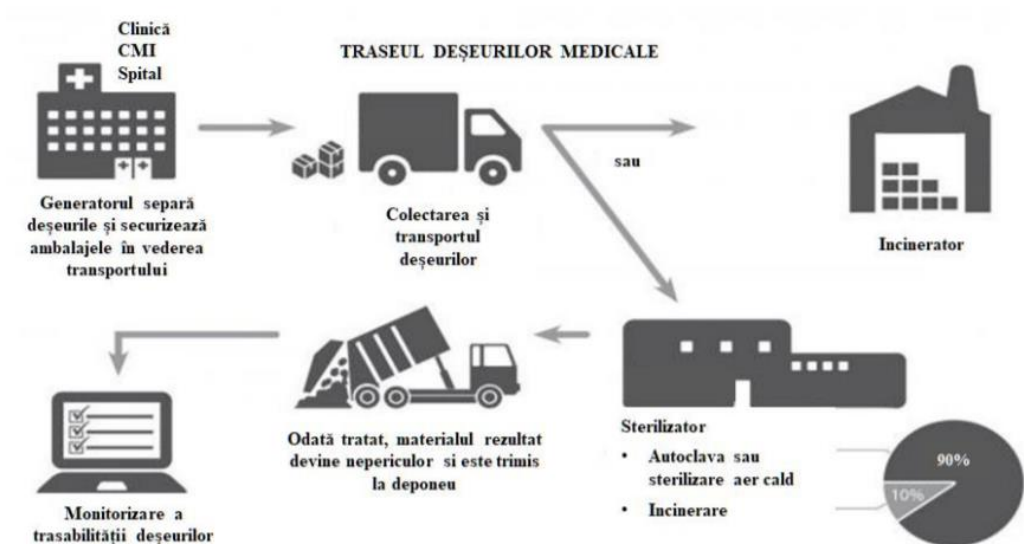 Clinică
CMI
Spital
TRASEUL DEȘEURILOR MEDICALE
Generatorul separă
deșeurile și securizează
ambalajele în vederea
transportului
Colectarea și
transportul
deșeurilor
sau
Incinerator
Monitorizare a
trasabilității deșeurilor
Odată tratat, materialul rezultat
devine nepericulor si este trimis
la deponeu
Sterilizator
• Autoclava sau
sterilizare aer cald
• Incinerare
90%
10%